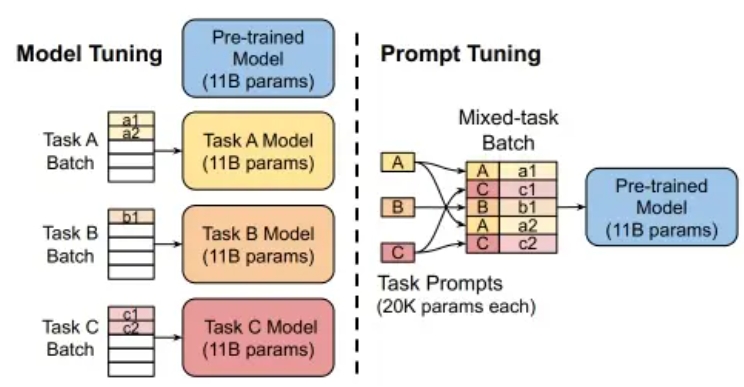 Model Tuning
Pre-trained
Model
(11B params)
a1
a2
Task A
Batch
Task A Model
(11B params)
b1
Task B
Batch
Task B Model
(11B params)
c1
c2
Task C
Batch
Task C Model
(11B params)
Prompt Tuning
Mixed-task
Batch
A
B
C
A a1
C c1
B b1
A a2
C c2
Pre-trained
Model
(11B params)
Task Prompts
(20K params each)